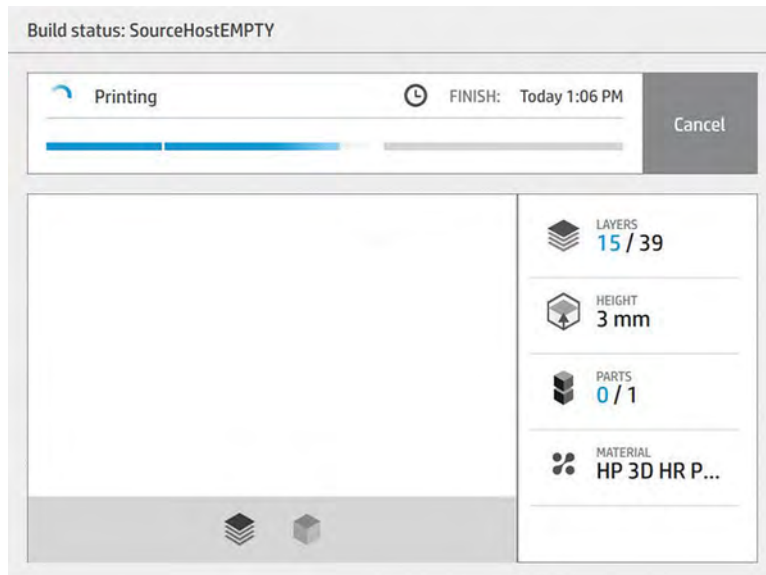 Build status: SourceHostEMPTY
Printing
FINISH: Today 1:06 PM
Cancel
LAYERS
15 / 39
HEIGHT
3 mm
PARTS
0 / 1
MATERIAL
HP 3D HR P...